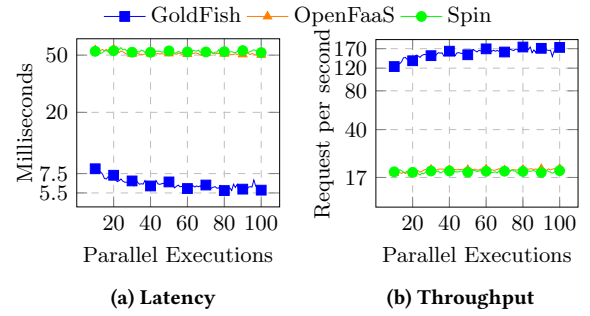 GoldFish OpenFaaS Spin
Milliseconds
50
20
7.5
5.5
20 40 60 80 100
Parallel Executions
(a) Latency
Request per second
170
120
80
40
17
20 40 60 80 100
Parallel Executions
(b) Throughput